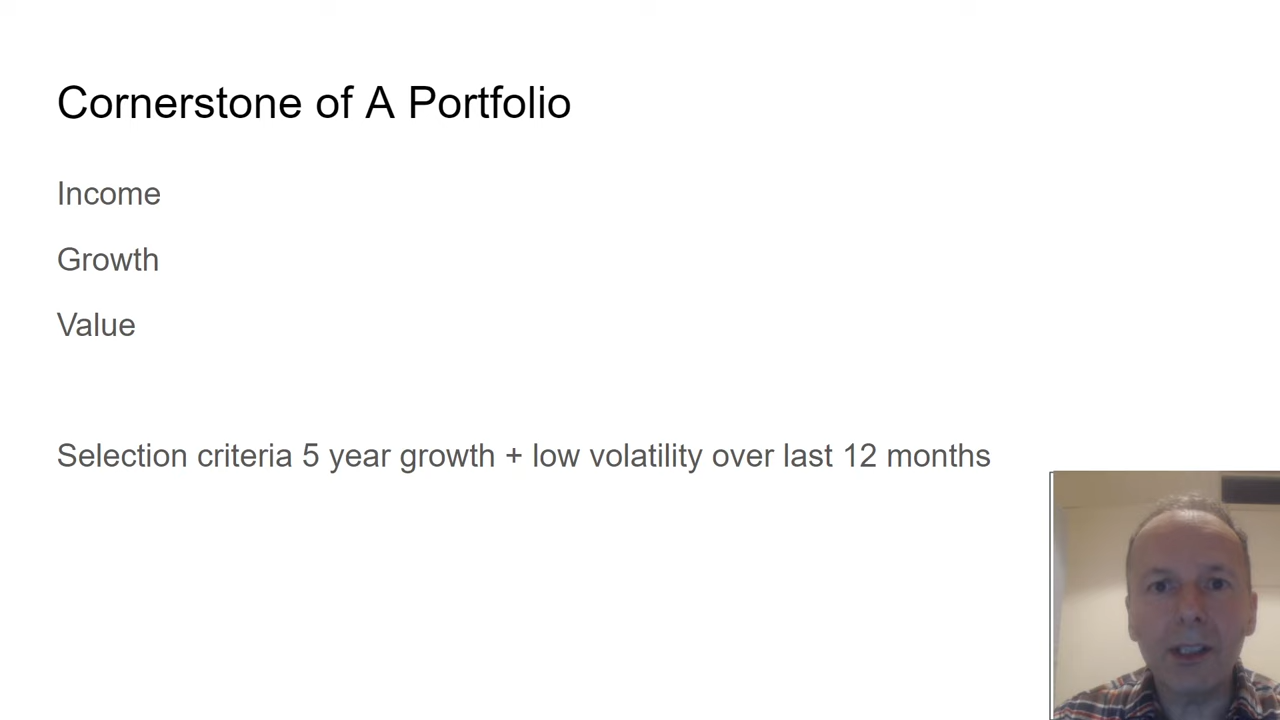 Cornerstone of A Portfolio
Income
Growth
Value
Selection criteria 5 year growth + low volatility over last 12 months